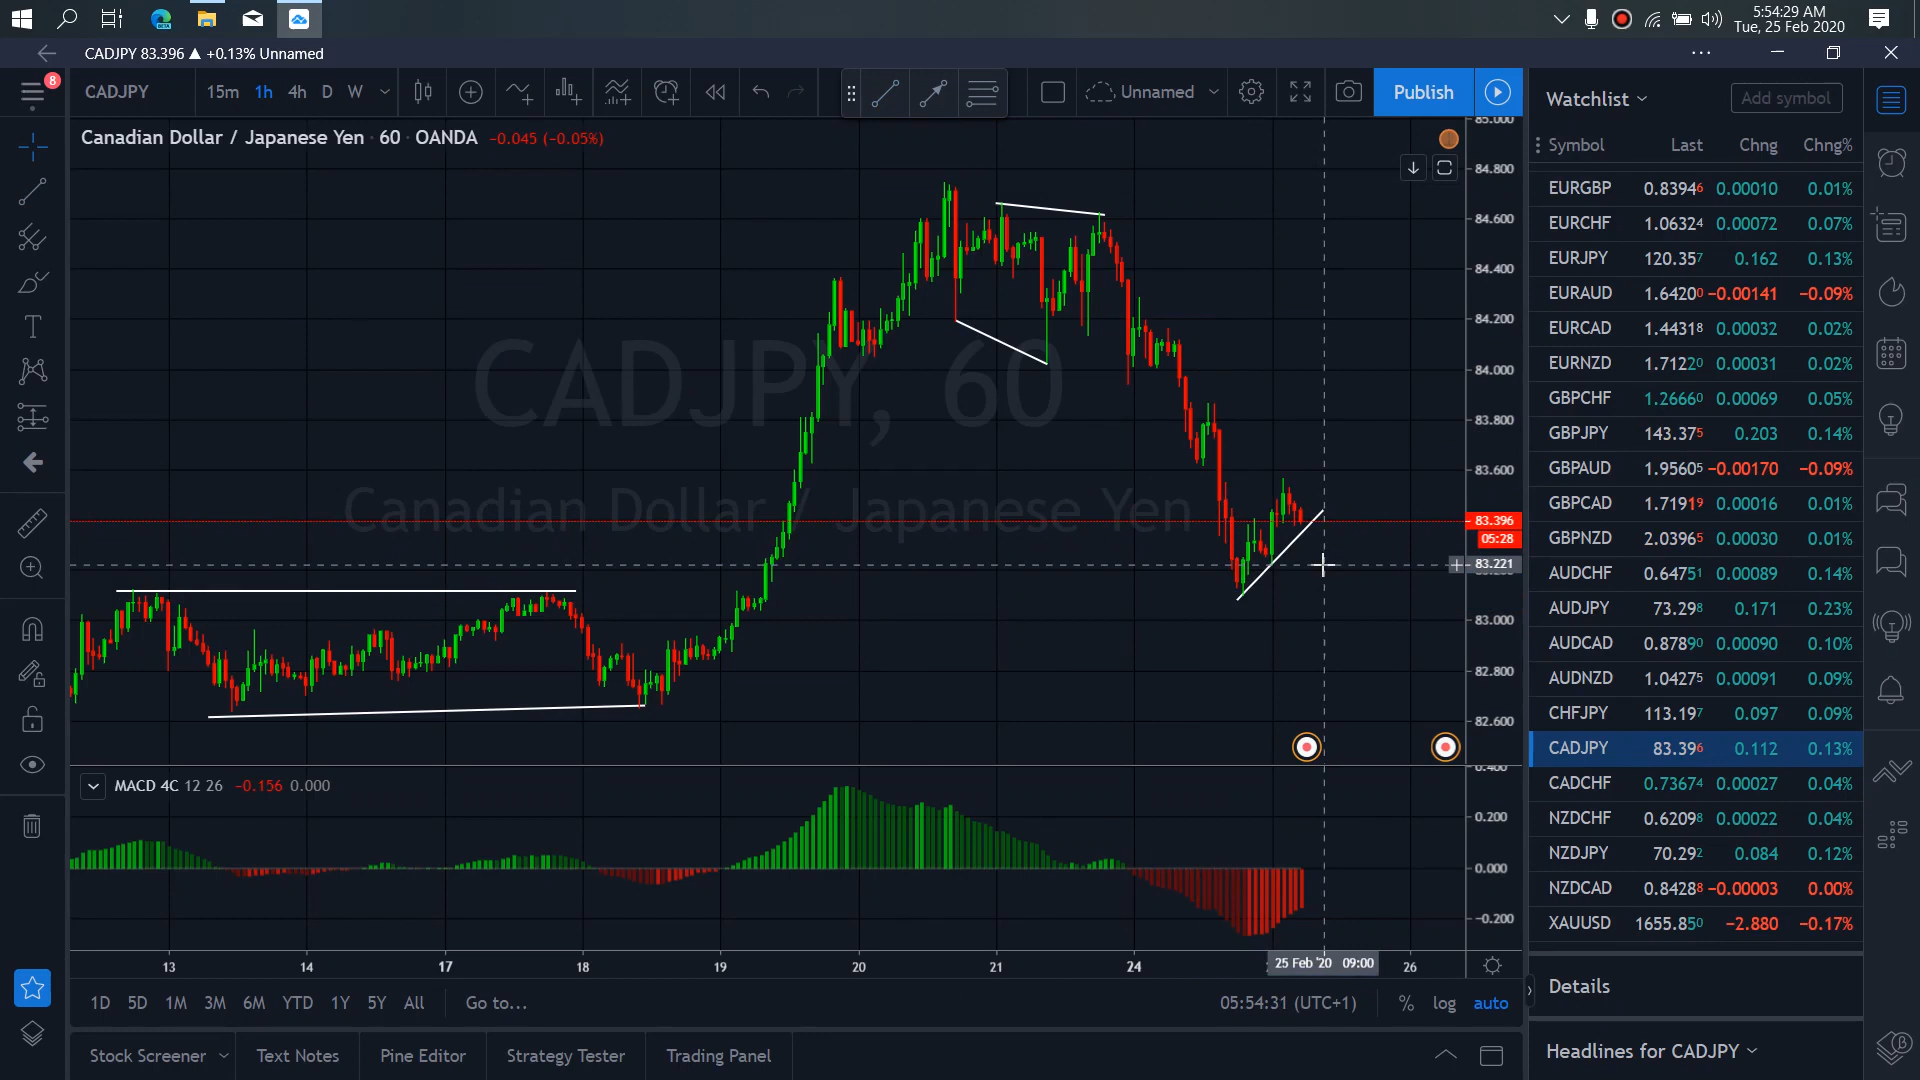 5:54:29 AM
Tue, 25 Feb 2020
CADJPY 83.396 ▲ +0.13% Unnamed
8
CADJPY 15m 1h 4h D W Unnamed Publish
Canadian Dollar / Japanese Yen · 60 · OANDA −0.045 (−0.05%)
CADJPY, 60
Canadian Dollar / Japanese Yen
85.000
84.800
84.600
84.400
84.200
84.000
83.800
83.600
83.396
05:28
83.221
83.000
82.800
82.600
MACD 4C 12 26 −0.156 0.000
0.400
0.200
0.000
−0.200
13 14 17 18 19 20 21 24 25 Feb '20 09:00 26
1D 5D 1M 3M 6M YTD 1Y 5Y All Go to... 05:54:31 (UTC+1) % log auto
Stock Screener Text Notes Pine Editor Strategy Tester Trading Panel
Watchlist Add symbol
Symbol Last Chng Chng%
EURGBP 0.83946 0.00010 0.01%
EURCHF 1.06324 0.00072 0.07%
EURJPY 120.357 0.162 0.13%
EURAUD 1.64200 −0.00141 −0.09%
EURCAD 1.44318 0.00032 0.02%
EURNZD 1.71220 0.00031 0.02%
GBPCHF 1.26660 0.00069 0.05%
GBPJPY 143.375 0.203 0.14%
GBPAUD 1.95605 −0.00170 −0.09%
GBPCAD 1.71919 0.00016 0.01%
GBPNZD 2.03965 0.00030 0.01%
AUDCHF 0.64751 0.00089 0.14%
AUDJPY 73.298 0.171 0.23%
AUDCAD 0.87890 0.00090 0.10%
AUDNZD 1.04275 0.00091 0.09%
CHFJPY 113.197 0.097 0.09%
CADJPY 83.396 0.112 0.13%
CADCHF 0.73674 0.00027 0.04%
NZDCHF 0.62098 0.00022 0.04%
NZDJPY 70.292 0.084 0.12%
NZDCAD 0.84288 −0.00003 0.00%
XAUUSD 1655.850 −2.880 −0.17%
Details
Headlines for CADJPY